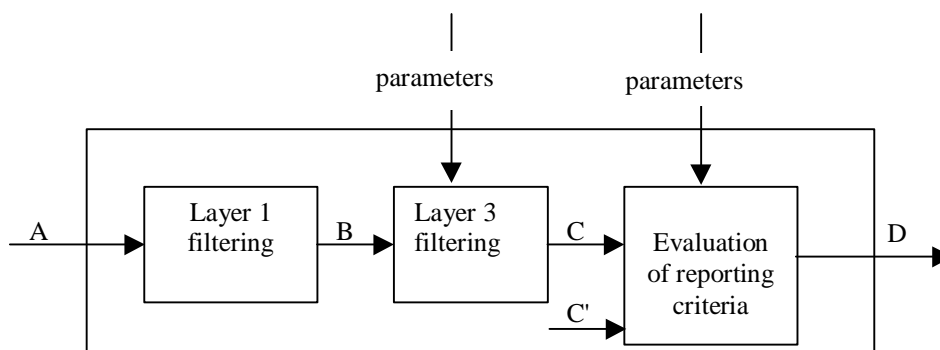 parameters
parameters
Layer 1
filtering
Layer 3
filtering
A
B
C
D
Evaluation
of reporting
criteria
C'